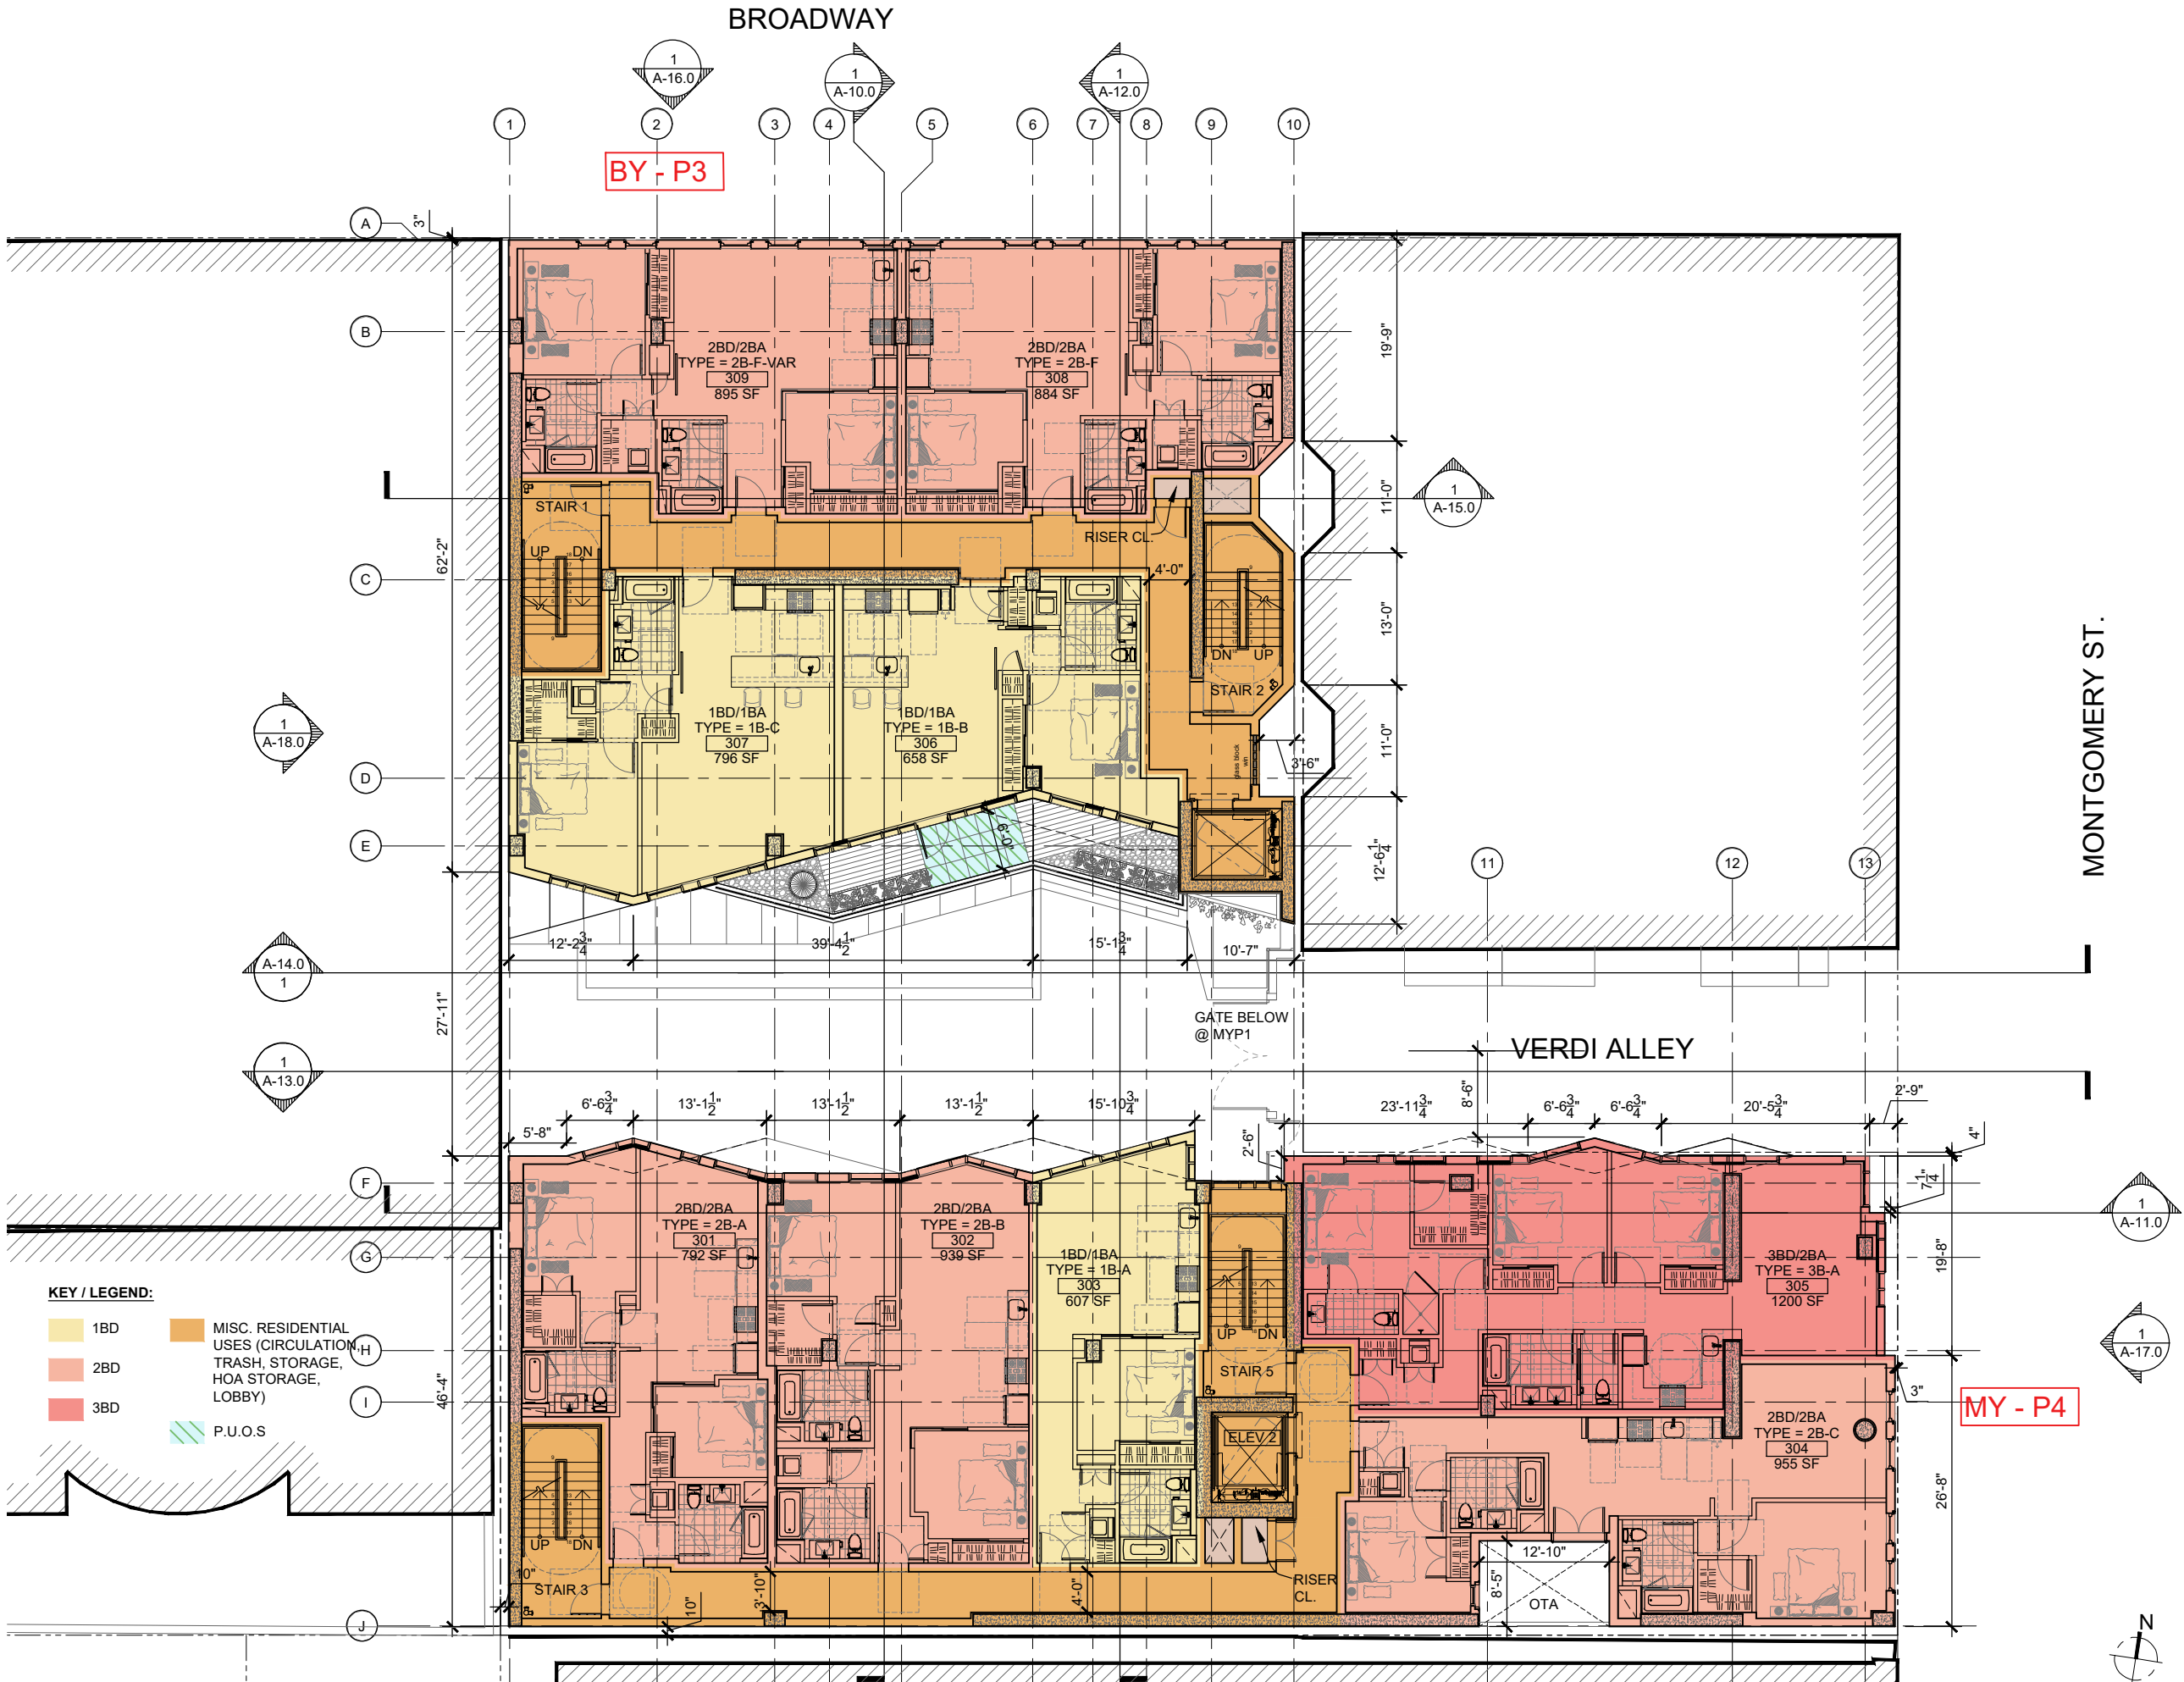 BROADWAY
1
A-16.0
1
A-10.0
1
A-12.0
1
2
3
4
5
6
7
8
9
10
BY - P3
A
3"
B
19'-9"
2BD/2BA
TYPE = 2B-F-VAR
309
895 SF
2BD/2BA
TYPE = 2B-F
308
884 SF
STAIR 1
UP
DN
RISER CL.
1
A-15.0
11'-0"
62'-2"
C
4'-0"
13'-0"
DN
UP
STAIR 2
MONTGOMERY ST.
1
A-18.0
1BD/1BA
TYPE = 1B-C
307
796 SF
1BD/1BA
TYPE = 1B-B
306
658 SF
glass block
win
3'-6"
11'-0"
D
E
6'-0"
12'-6 1/4"
11
12
13
12'-2 3/4"
39'-4 1/2"
15'-1 3/4"
10'-7"
A-14.0
1
27'-11"
GATE BELOW
@ MYP1
VERDI ALLEY
1
A-13.0
5'-8"
6'-6 3/4"
13'-1 1/2"
13'-1 1/2"
13'-1 1/2"
15'-10 3/4"
2'-6"
23'-11 3/4"
8'-6"
6'-6 3/4"
6'-6 3/4"
20'-5 3/4"
2'-9"
4"
7 1/4"
F
2BD/2BA
TYPE = 2B-A
301
792 SF
2BD/2BA
TYPE = 2B-B
302
939 SF
1BD/1BA
TYPE = 1B-A
303
607 SF
3BD/2BA
TYPE = 3B-A
305
1200 SF
1
A-11.0
19'-8"
G
KEY / LEGEND:
1BD
2BD
3BD
MISC. RESIDENTIAL
USES (CIRCULATION,
TRASH, STORAGE,
HOA STORAGE,
LOBBY)
P.U.O.S
H
UP
DN
STAIR 5
1
A-17.0
3"
MY - P4
I
46'-4"
ELEV 2
2BD/2BA
TYPE = 2B-C
304
955 SF
26'-8"
UP
DN
10"
STAIR 3
10"
3'-10"
4'-0"
RISER
CL.
12'-10"
8'-5"
OTA
J
N